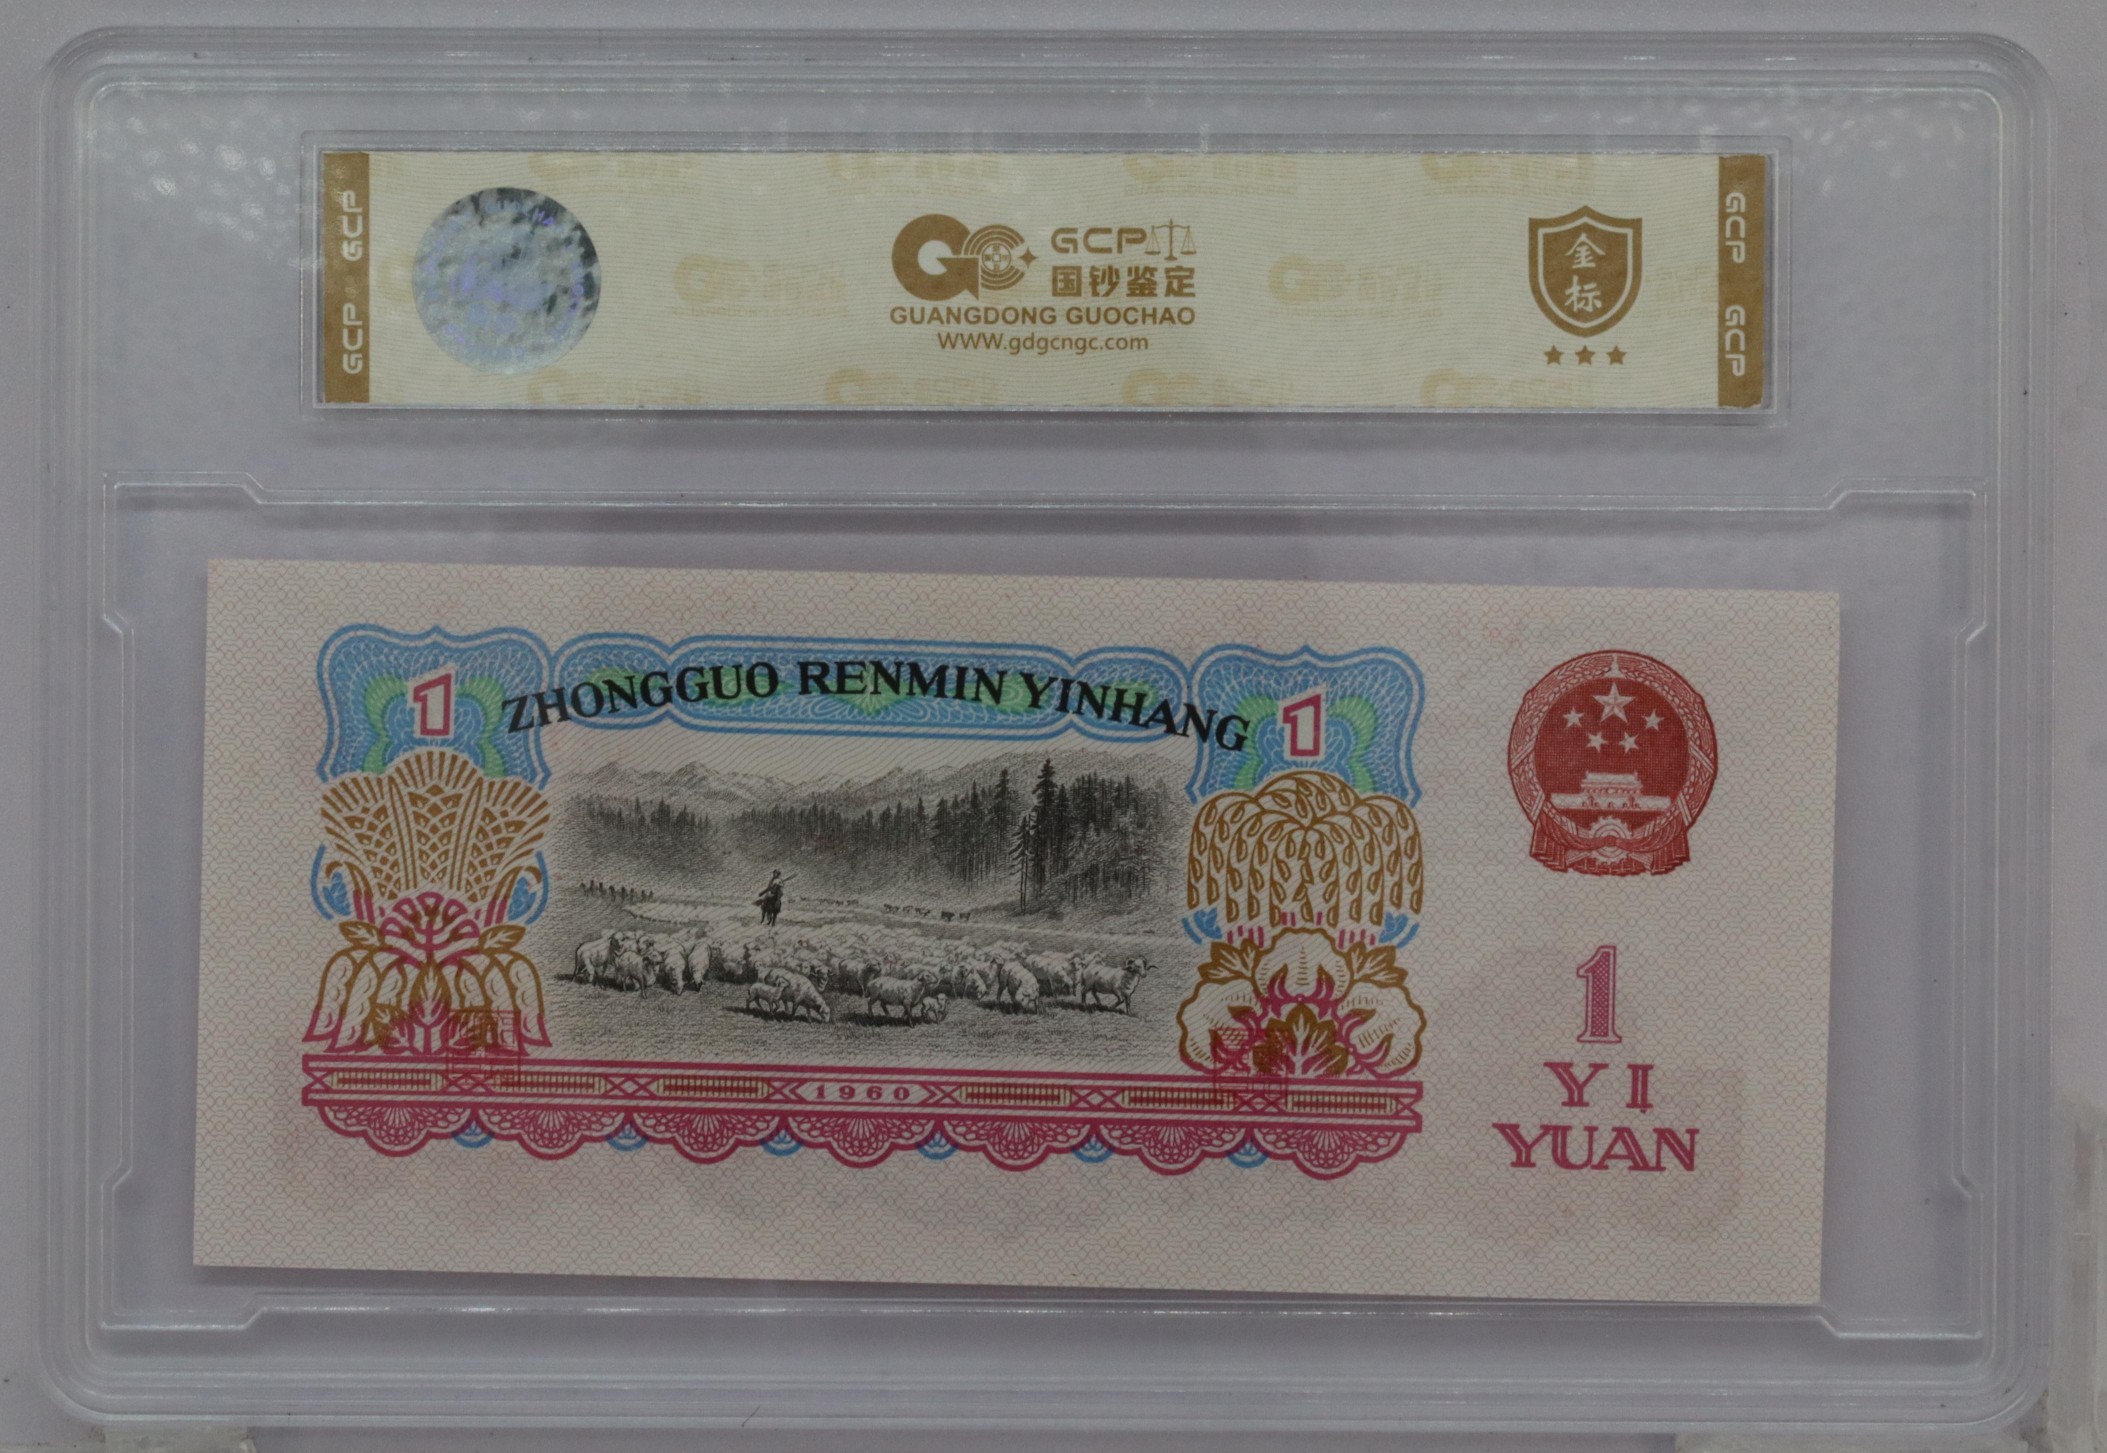 GCP GCP
GCP
国钞鉴定
GUANGDONG GUOCHAO
WWW.gdgcngc.com
金
标
GCP GCP
1 ZHONGGUO RENMIN YINHANG 1
1960
1
YI
YUAN